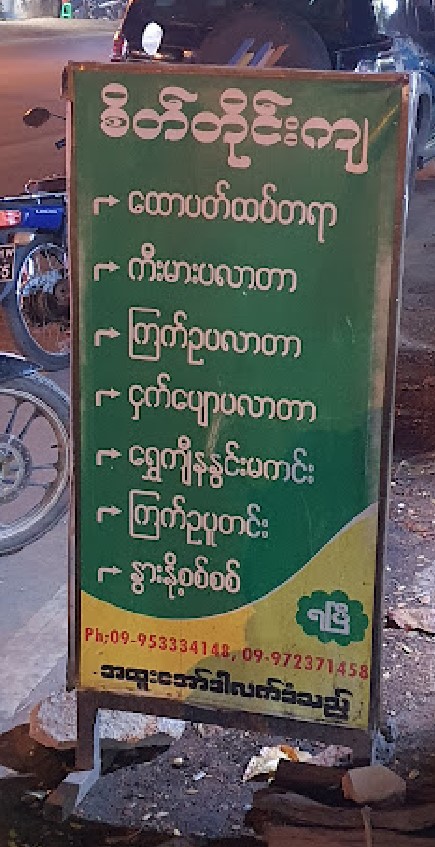 စိတ်တိုင်းကျ
ထောပတ်ထပ်တရာ
ကီးမားပလာတာ
ကြက်ဥပလာတာ
ငှက်ပျောပလာတာ
ရွှေကျီနနွင်းမကင်း
ကြက်ဥပူတင်း
နွားနို့စစ်စစ်
ရပြီ
Ph;09-953334148, 09-972371458
အထူးအော်ဒါလက်ခံသည်